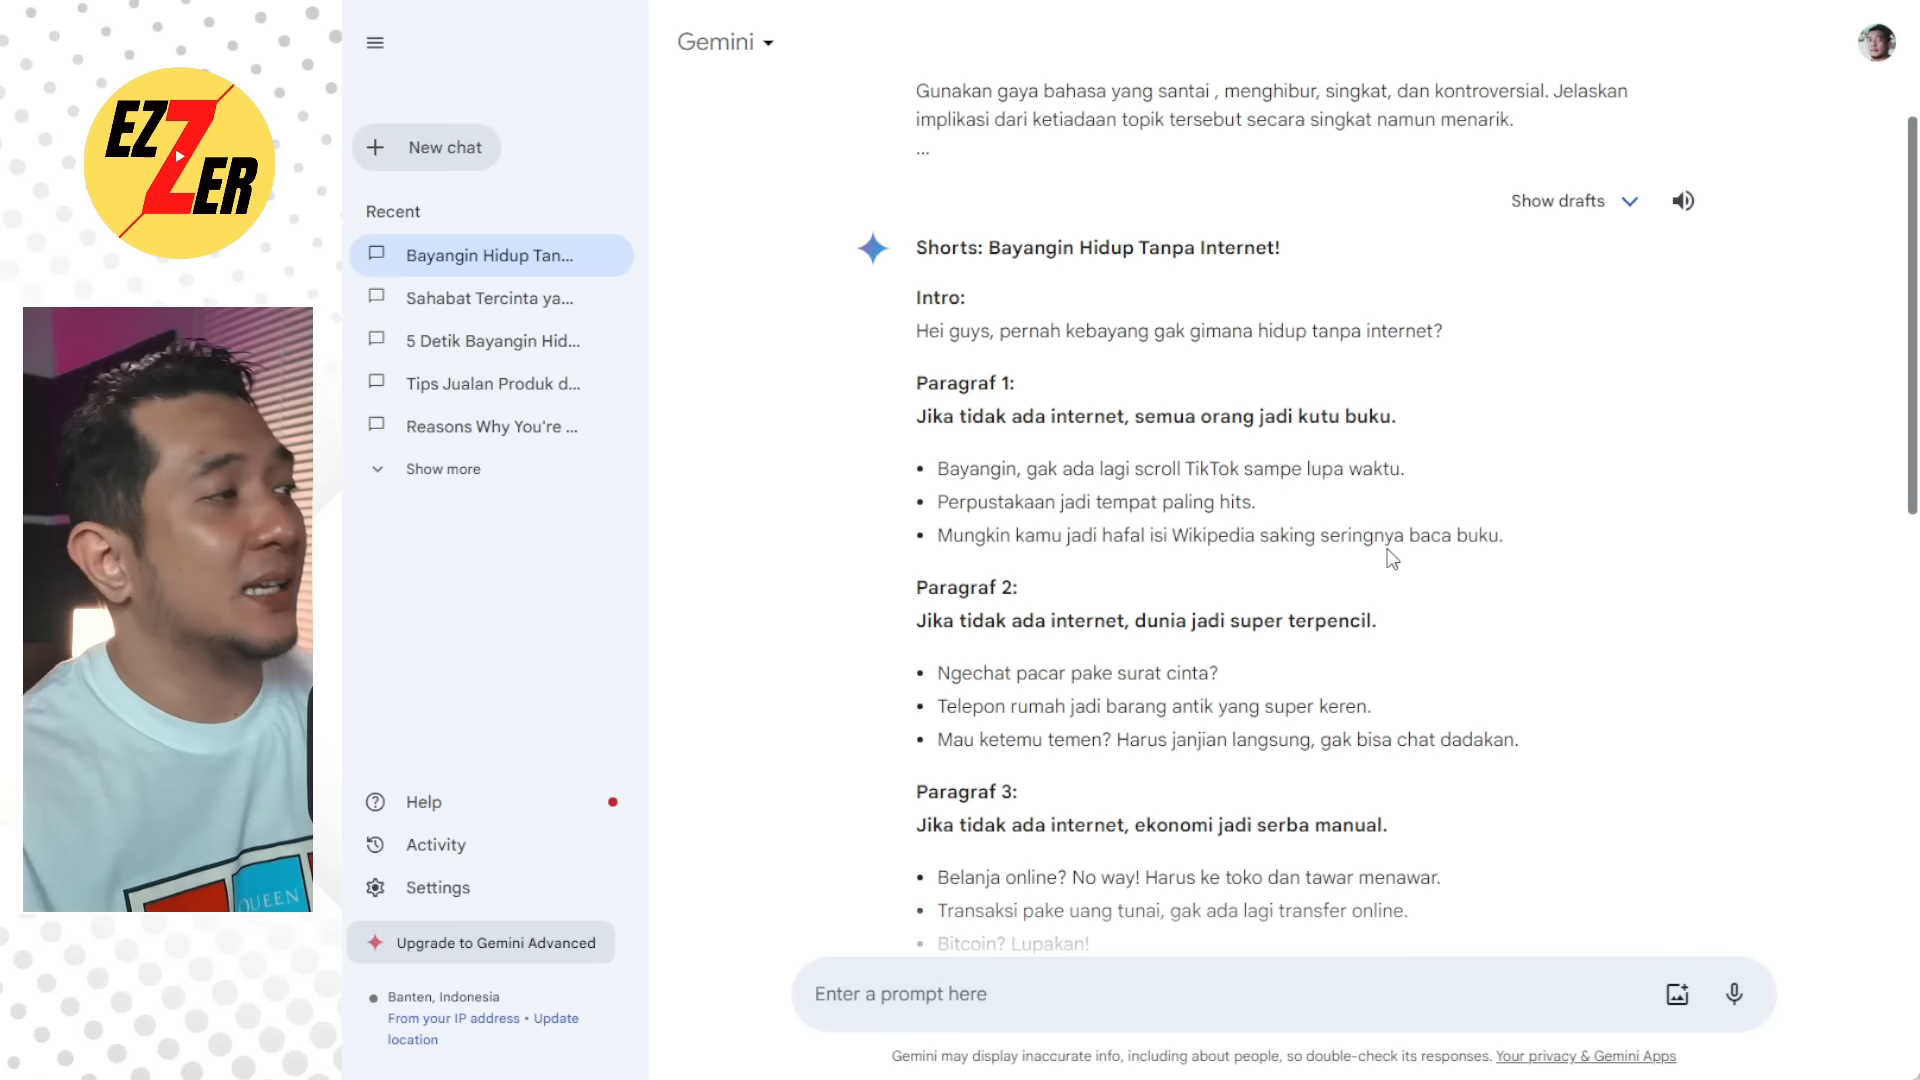 EZ
Z
ER
New chat
Recent
Bayangin Hidup Tan...
Sahabat Tercinta ya...
5 Detik Bayangin Hid...
Tips Jualan Produk d...
Reasons Why You're ...
Show more
Help
Activity
Settings
Upgrade to Gemini Advanced
Banten, Indonesia
From your IP address • Update
location
QUEEN
Gemini
Gunakan gaya bahasa yang santai , menghibur, singkat, dan kontroversial. Jelaskan
implikasi dari ketiadaan topik tersebut secara singkat namun menarik.
...
Show drafts
Shorts: Bayangin Hidup Tanpa Internet!
Intro:
Hei guys, pernah kebayang gak gimana hidup tanpa internet?
Paragraf 1:
Jika tidak ada internet, semua orang jadi kutu buku.
• Bayangin, gak ada lagi scroll TikTok sampe lupa waktu.
• Perpustakaan jadi tempat paling hits.
• Mungkin kamu jadi hafal isi Wikipedia saking seringnya baca buku.
Paragraf 2:
Jika tidak ada internet, dunia jadi super terpencil.
• Ngechat pacar pake surat cinta?
• Telepon rumah jadi barang antik yang super keren.
• Mau ketemu temen? Harus janjian langsung, gak bisa chat dadakan.
Paragraf 3:
Jika tidak ada internet, ekonomi jadi serba manual.
• Belanja online? No way! Harus ke toko dan tawar menawar.
• Transaksi pake uang tunai, gak ada lagi transfer online.
• Bitcoin? Lupakan!
Enter a prompt here
Gemini may display inaccurate info, including about people, so double-check its responses. Your privacy & Gemini Apps